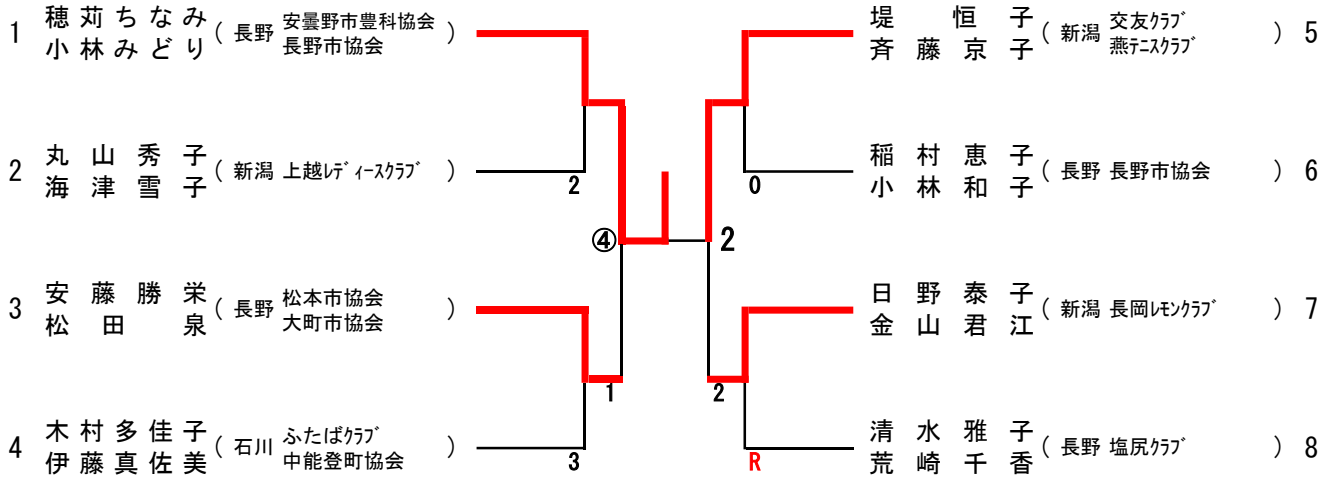 1 穂苅ちなみ 小林みどり ( 長野 安曇野市豊科協会 長野市協会 )
2 丸山秀子 海津雪子 ( 新潟 上越ﾚﾃﾞｨｰｽクラブ )
3 安藤勝栄 松田泉 ( 長野 松本市協会 大町市協会 )
4 木村多佳子 伊藤真佐美 ( 石川 ふたばｸﾗﾌﾞ 中能登町協会 )
2
④
1
3
堤恒子 斉藤京子 ( 新潟 交友ｸﾗﾌﾞ 燕ﾃﾆｽｸﾗﾌﾞ ) 5
稲村恵子 小林和子 ( 長野 長野市協会 ) 6
日野泰子 金山君江 ( 新潟 長岡ﾚﾓﾝｸﾗﾌﾞ ) 7
清水雅子 荒崎千香 ( 長野 塩尻ｸﾗﾌﾞ ) 8
0
2
2
R